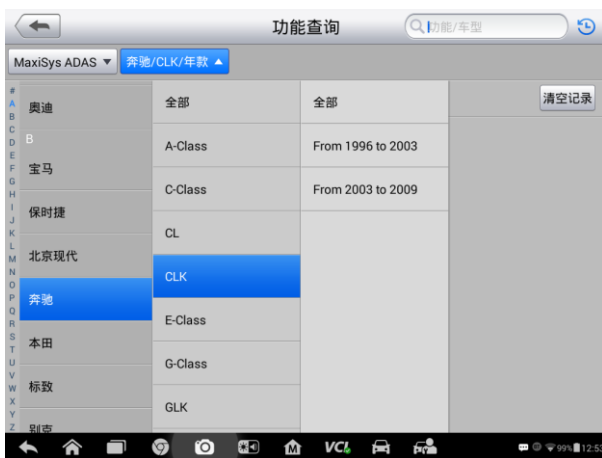 功能查询
功能/车型
MaxiSys ADAS ▼
奔驰/CLK/年款 ▲
清空记录
#
A
B
C
D
E
F
G
H
I
J
K
L
M
N
O
P
Q
R
S
T
U
V
W
X
Y
Z
奥迪
B
宝马
保时捷
北京现代
奔驰
本田
标致
别克
全部
A-Class
C-Class
CL
CLK
E-Class
G-Class
GLK
全部
From 1996 to 2003
From 2003 to 2009
M
VCI
99%
12:53